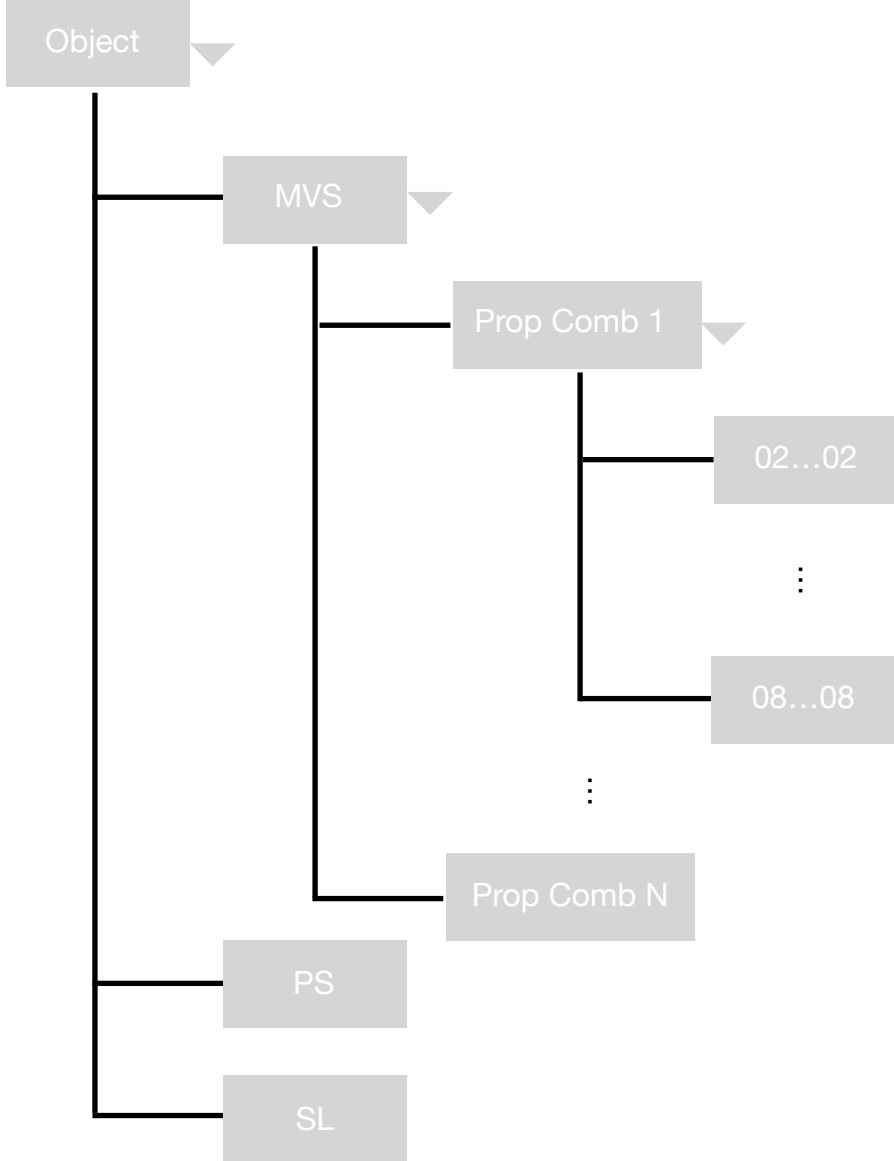 Object
MVS
Prop Comb 1
02...02
⋮
08...08
⋮
Prop Comb N
PS
SL